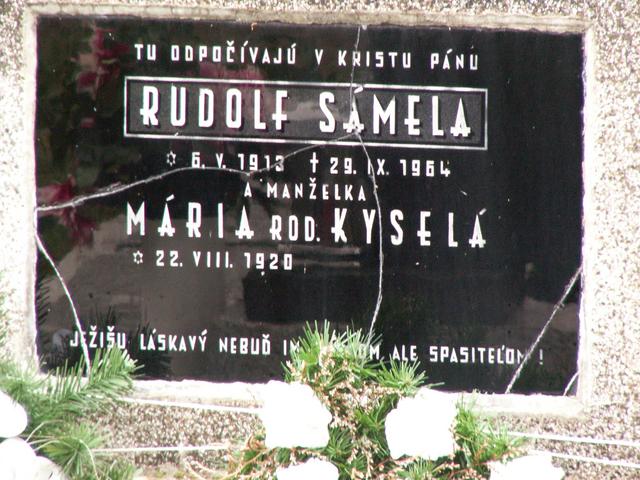 TU ODPOČÍVAJÚ V KRISTU PÁNU
RUDOLF SAMELA
✡ 6. V. 1913 † 29. IX. 1964
A MANŽELKA
MÁRIA ROD. KYSELÁ
✡ 22. VIII. 1920
JEŽIŠU LÁSKAVÝ NEBUĎ ALE SPASITEĽOM !